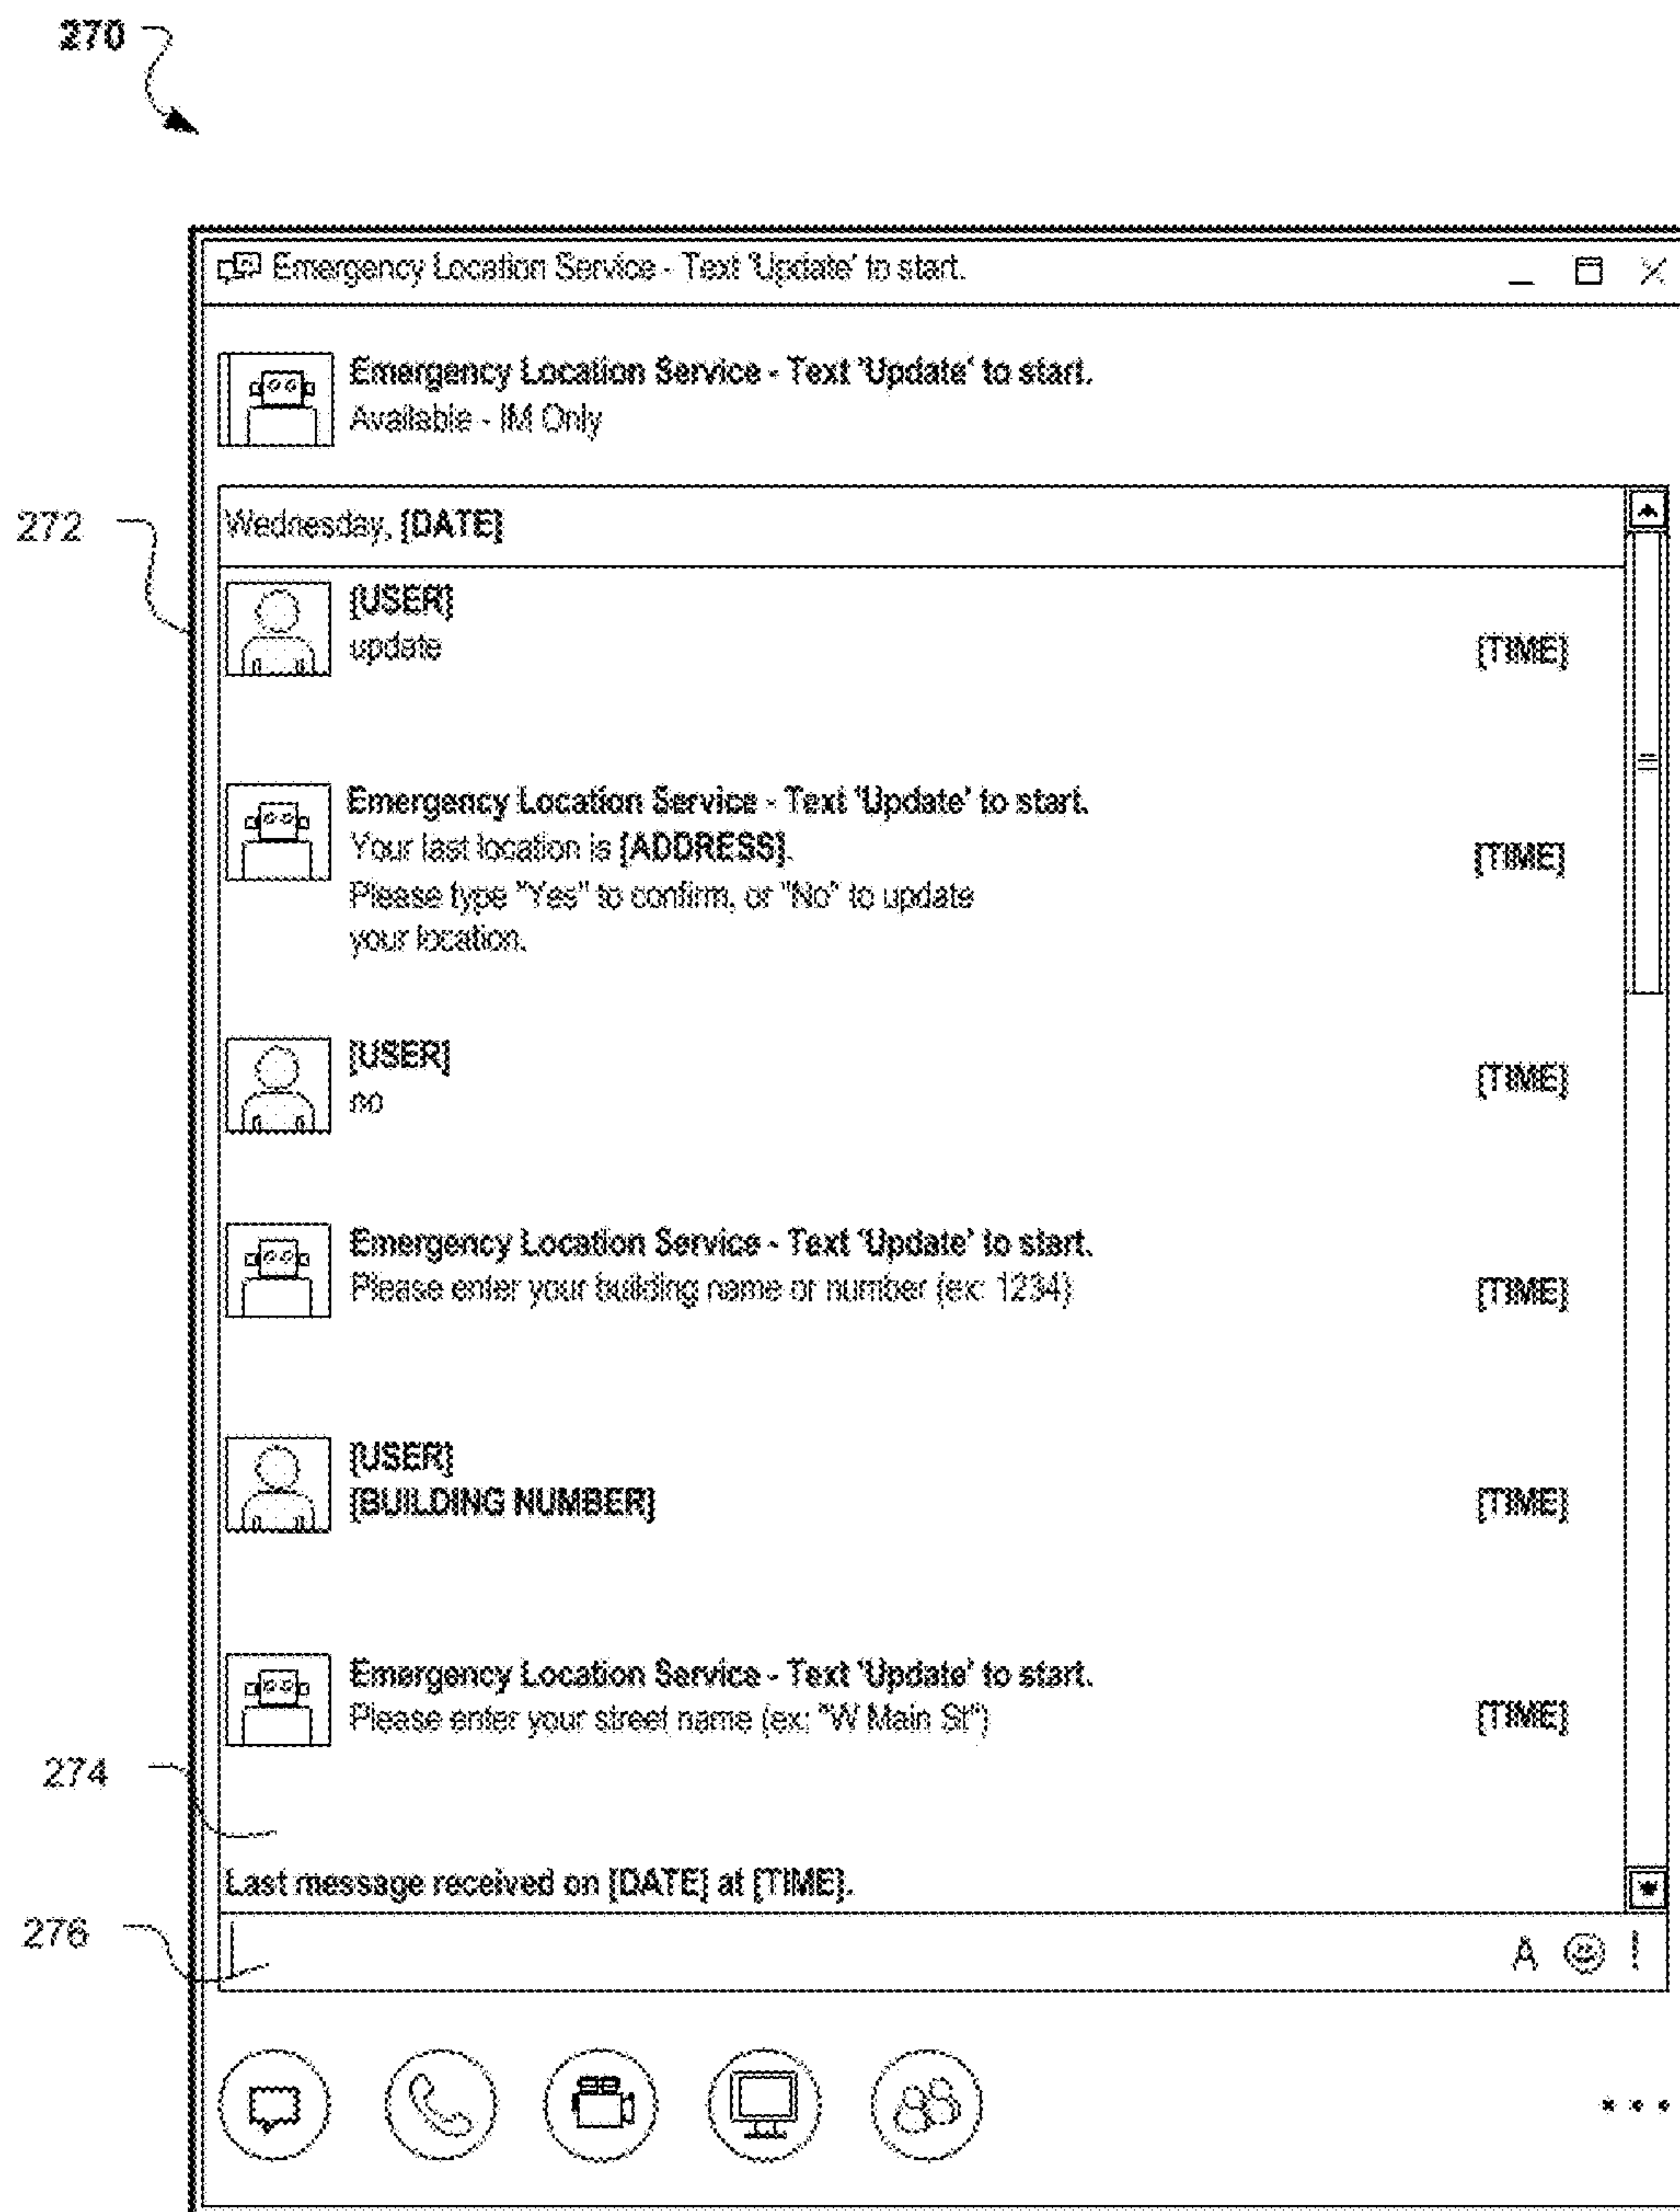 270
Emergency Location Service - Text 'Update' to start.
Emergency Location Service - Text 'Update' to start.
Available - IM Only
272
Wednesday, [DATE]
[USER]
update
[TIME]
Emergency Location Service - Text 'Update' to start.
Your last location is [ADDRESS].
[TIME]
Please type "Yes" to confirm, or "No" to update
your location.
[USER]
no
[TIME]
Emergency Location Service - Text 'Update' to start.
Please enter your building name or number (ex: 1234)
[TIME]
[USER]
[BUILDING NUMBER]
[TIME]
Emergency Location Service - Text 'Update' to start.
Please enter your street name (ex: "W Main St")
[TIME]
274
Last message received on [DATE] at [TIME].
276
A !